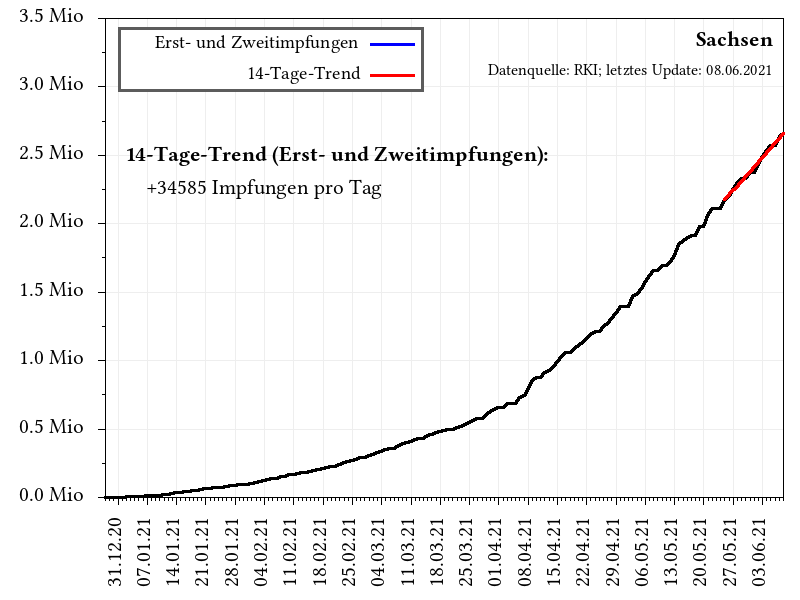 3.5 Mio
3.0 Mio
2.5 Mio
2.0 Mio
1.5 Mio
1.0 Mio
0.5 Mio
0.0 Mio
Erst- und Zweitimpfungen
14-Tage-Trend
Sachsen
Datenquelle: RKI; letztes Update: 08.06.2021
14-Tage-Trend (Erst- und Zweitimpfungen):
+34585 Impfungen pro Tag
31.12.20
07.01.21
14.01.21
21.01.21
28.01.21
04.02.21
11.02.21
18.02.21
25.02.21
04.03.21
11.03.21
18.03.21
25.03.21
01.04.21
08.04.21
15.04.21
22.04.21
29.04.21
06.05.21
13.05.21
20.05.21
27.05.21
03.06.21